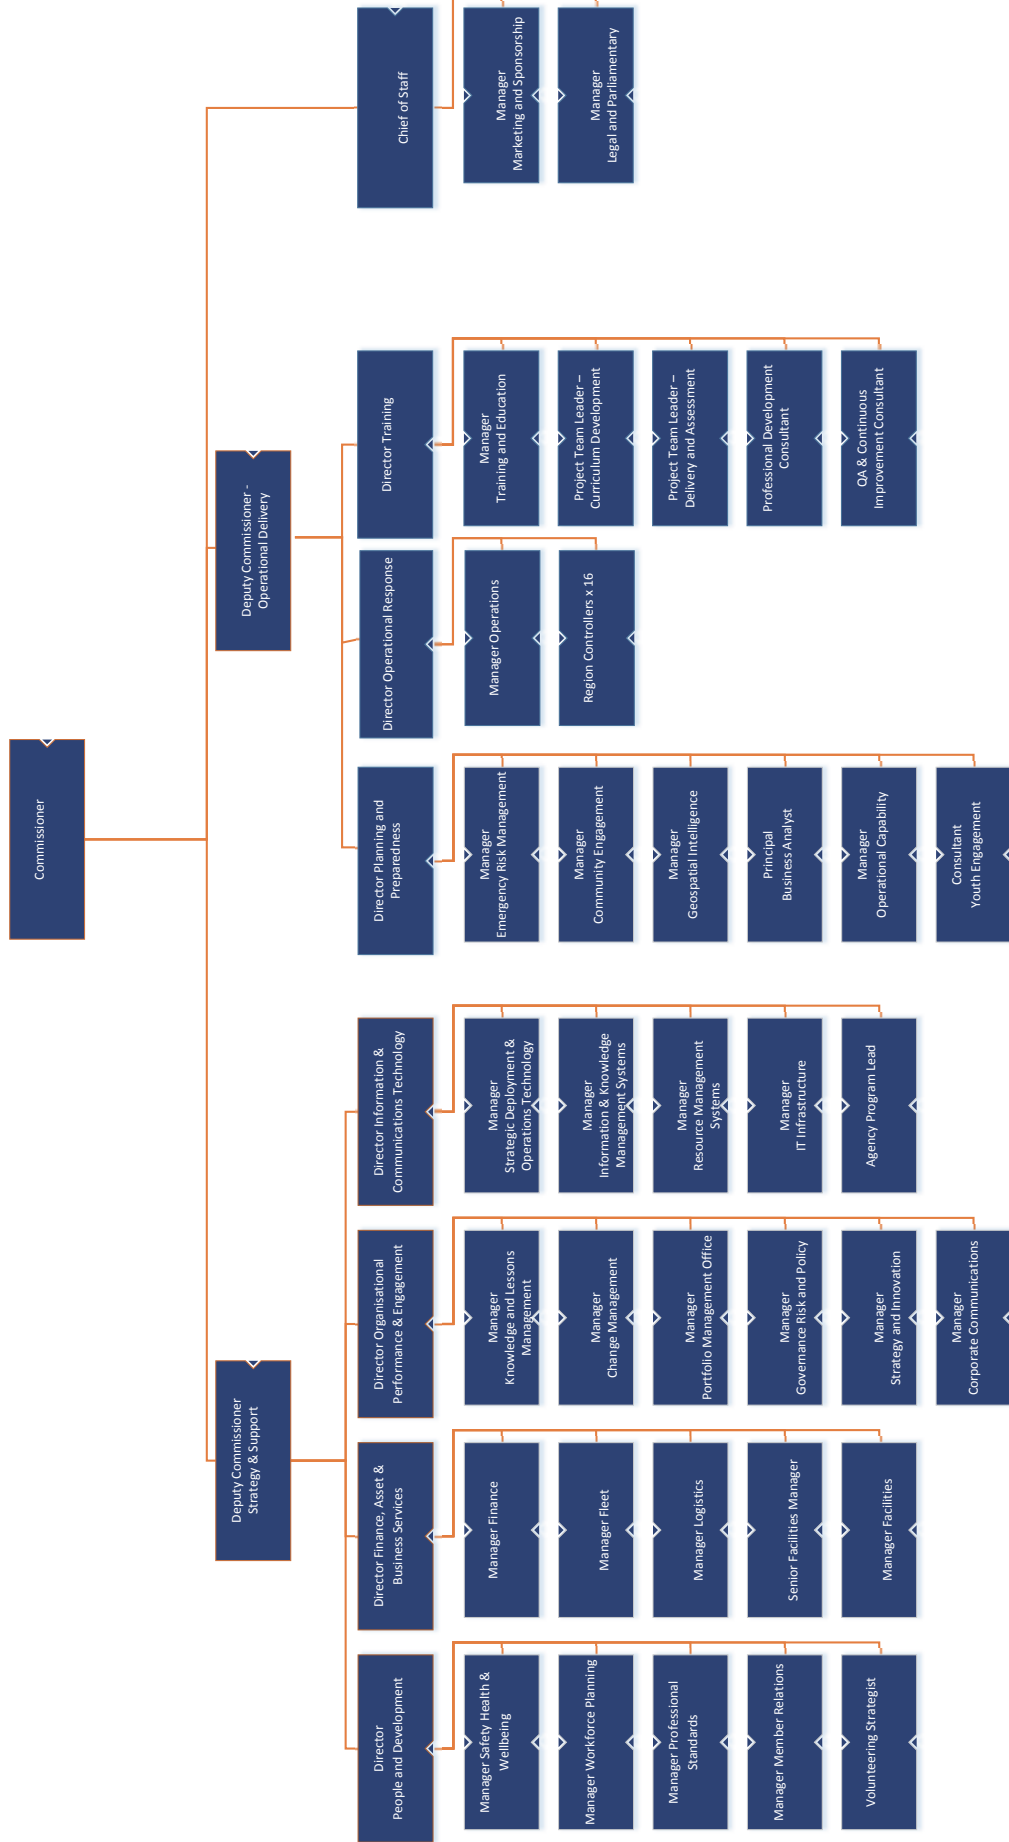 Commissioner
Deputy Commissioner
Strategy & Support
Deputy Commissioner -
Operational Delivery
Director
People and Development
Director Finance, Asset &
Business Services
Director Organisational
Performance & Engagement
Director Information &
Communications Technology
Director Planning and
Preparedness
Director Operational Response
Director Training
Chief of Staff
Manager Safety Health &
Wellbeing
Manager Workforce Planning
Manager Professional
Standards
Manager Member Relations
Volunteering Strategist
Manager Finance
Manager Fleet
Manager Logistics
Senior Facilities Manager
Manager Facilities
Manager
Knowledge and Lessons
Management
Manager
Change Management
Manager
Portfolio Management Office
Manager
Governance Risk and Policy
Manager
Strategy and Innovation
Manager
Corporate Communications
Manager
Strategic Deployment &
Operations Technology
Manager
Information & Knowledge
Management Systems
Manager
Resource Management
Systems
Manager
IT Infrastructure
Agency Program Lead
Manager
Emergency Risk Management
Manager
Community Engagement
Manager
Geospatial Intelligence
Principal
Business Analyst
Manager
Operational Capability
Consultant
Youth Engagement
Manager Operations
Region Controllers x 16
Manager
Training and Education
Project Team Leader –
Curriculum Development
Project Team Leader –
Delivery and Assessment
Professional Development
Consultant
QA & Continuous
Improvement Consultant
Manager
Marketing and Sponsorship
Manager
Legal and Parliamentary